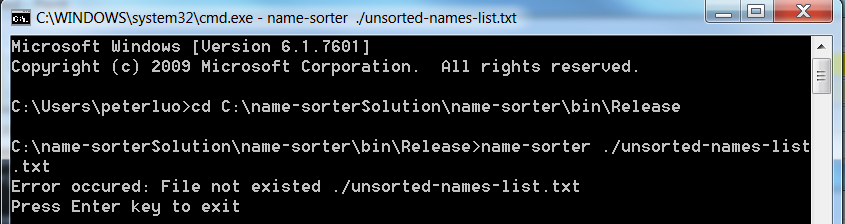 C:\WINDOWS\system32\cmd.exe - name-sorter ./unsorted-names-list.txt
Microsoft Windows [Version 6.1.7601]
Copyright (c) 2009 Microsoft Corporation.  All rights reserved.
C:\Users\peterluo>cd C:\name-sorterSolution\name-sorter\bin\Release
C:\name-sorterSolution\name-sorter\bin\Release>name-sorter ./unsorted-names-list
.txt
Error occured: File not existed ./unsorted-names-list.txt
Press Enter key to exit